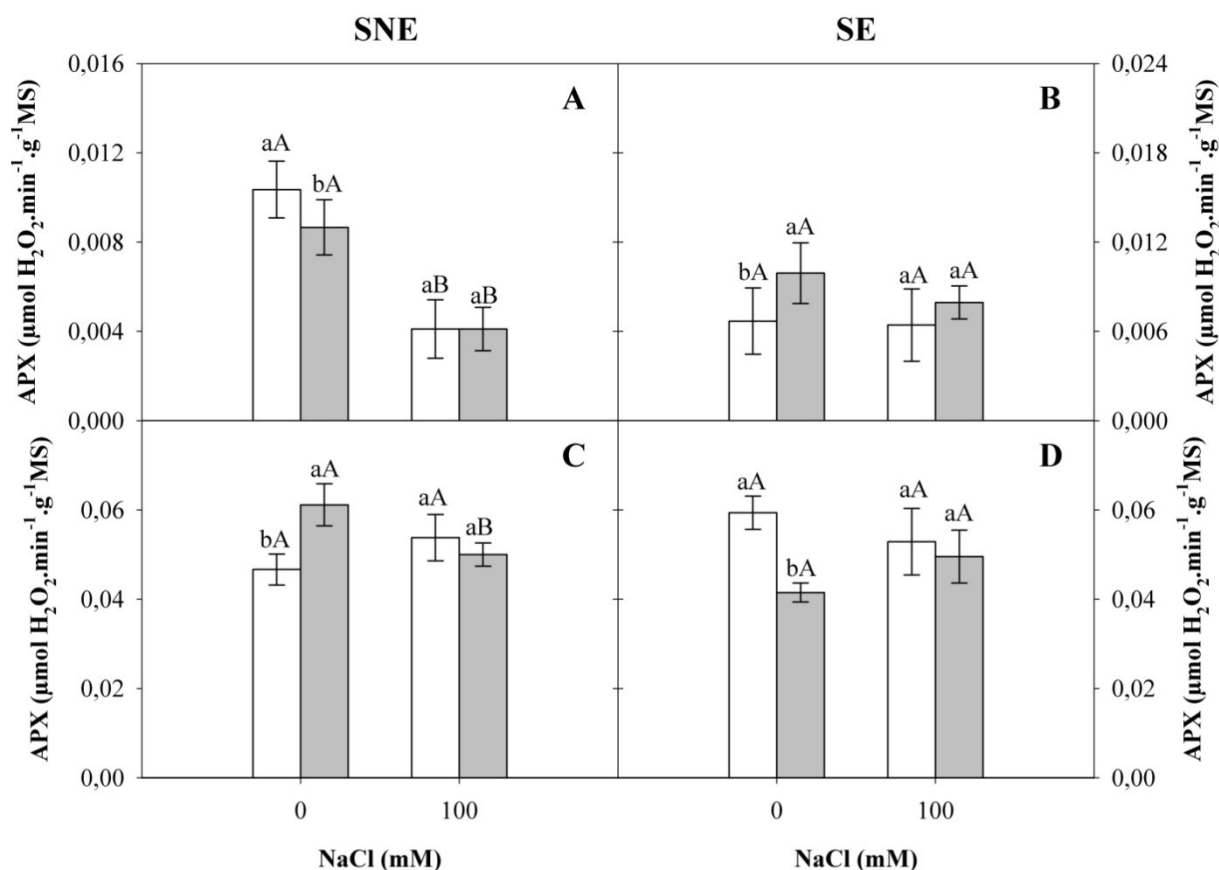 SNE SE
APX (µmol H₂O₂.min⁻¹.g⁻¹MS)
0,016
0,012
0,008
0,004
0,000
A
aA
bA
aB
aB
B
bA
aA
aA
aA
0,024
0,018
0,012
0,006
0,000
APX (µmol H₂O₂.min⁻¹.g⁻¹MS)
APX (µmol H₂O₂.min⁻¹.g⁻¹MS)
0,06
0,04
0,02
0,00
C
bA
aA
aA
aB
D
aA
bA
aA
aA
0,06
0,04
0,02
0,00
APX (µmol H₂O₂.min⁻¹.g⁻¹MS)
0 100 0 100
NaCl (mM) NaCl (mM)